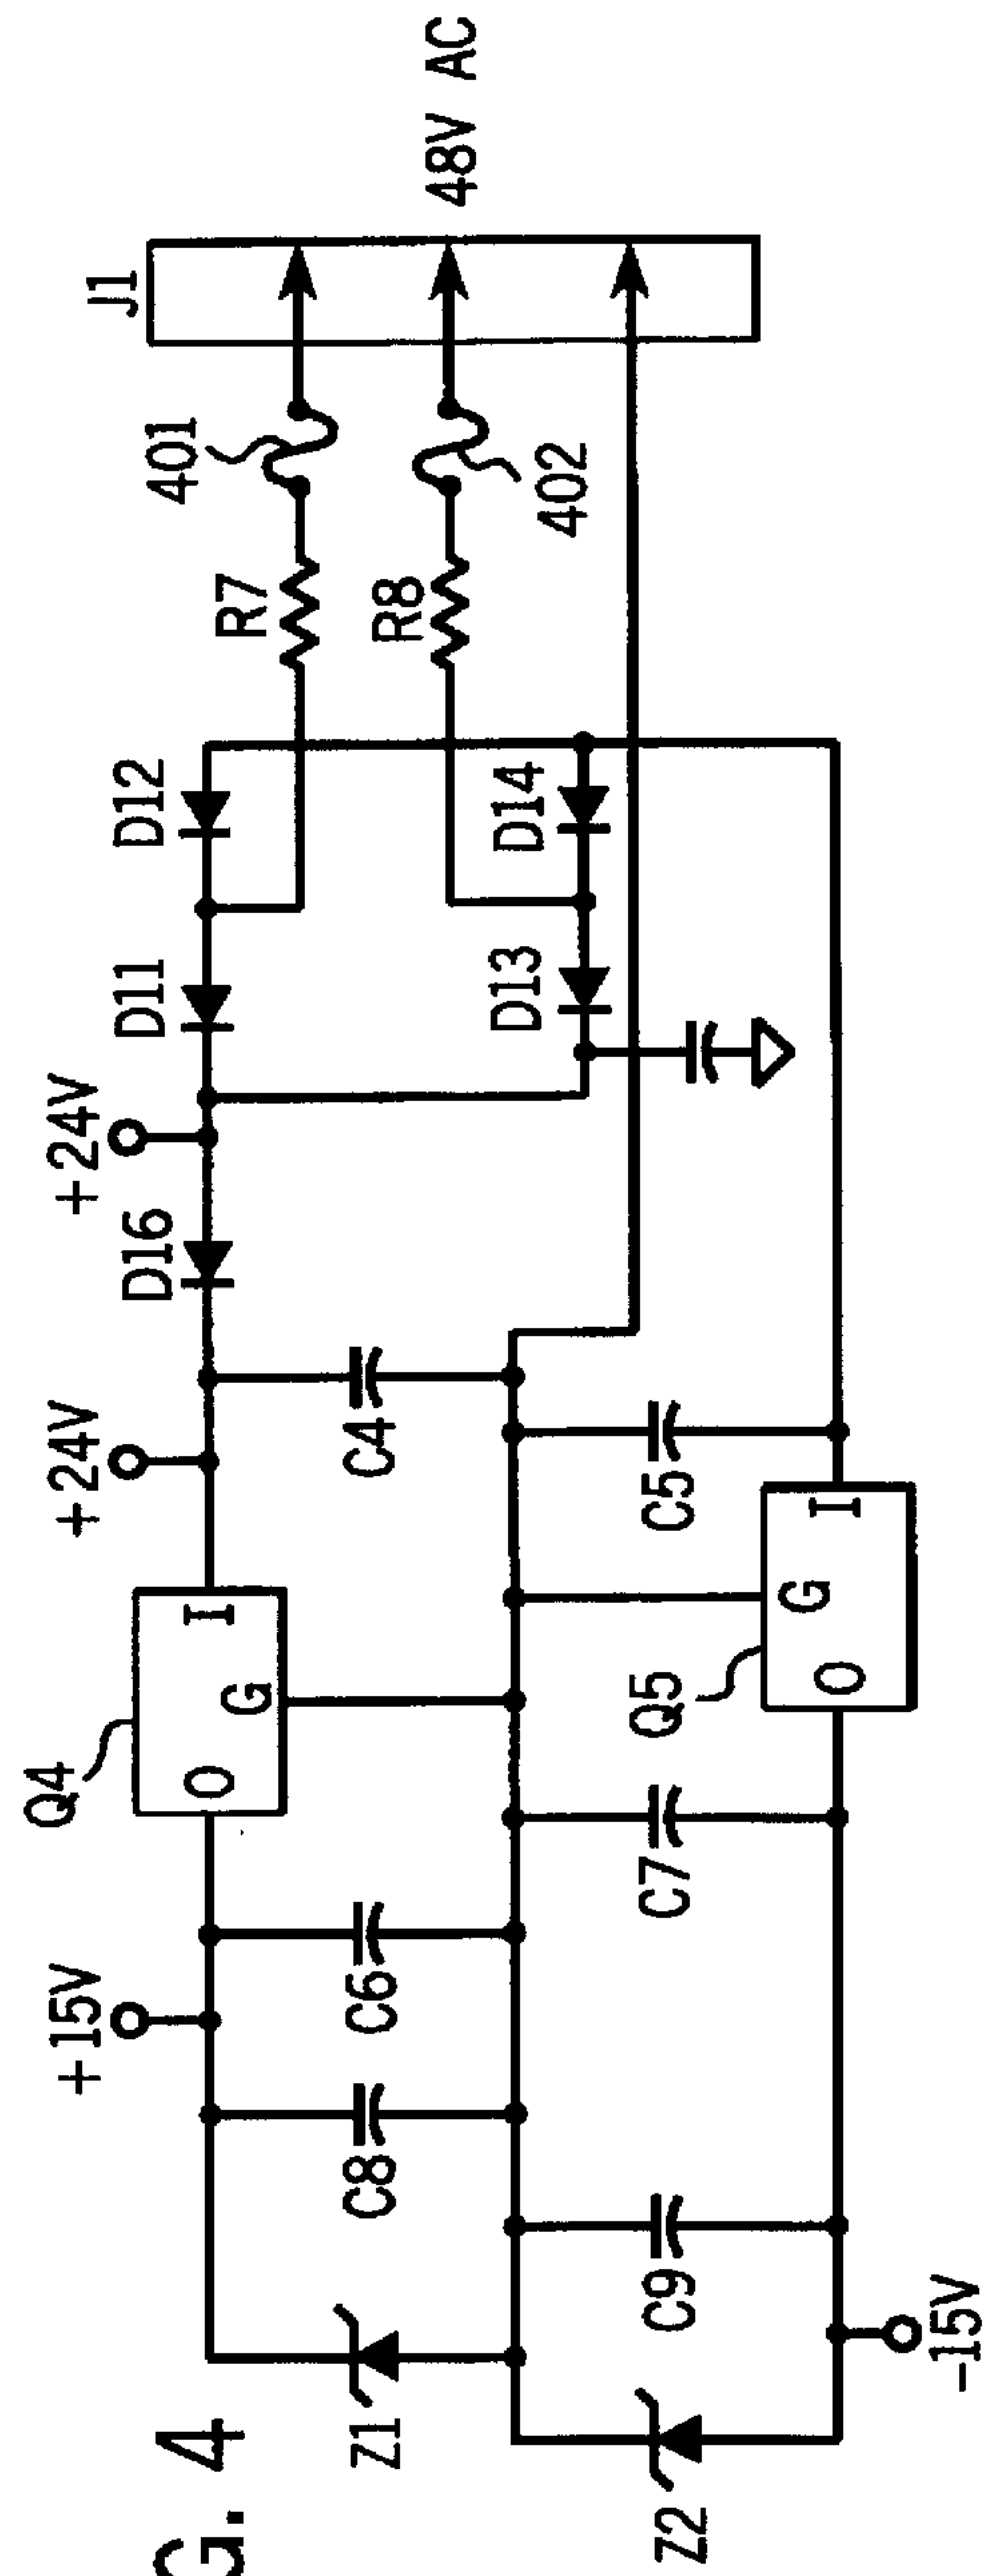 G. 4
Q4
O
G
I
+15V
+24V
+24V
D16
D11
D12
J1
401
R7
R8
402
48V AC
D13
D14
C8
C6
C4
Z1
C9
C7
C5
Q5
O
G
I
Z2
-15V